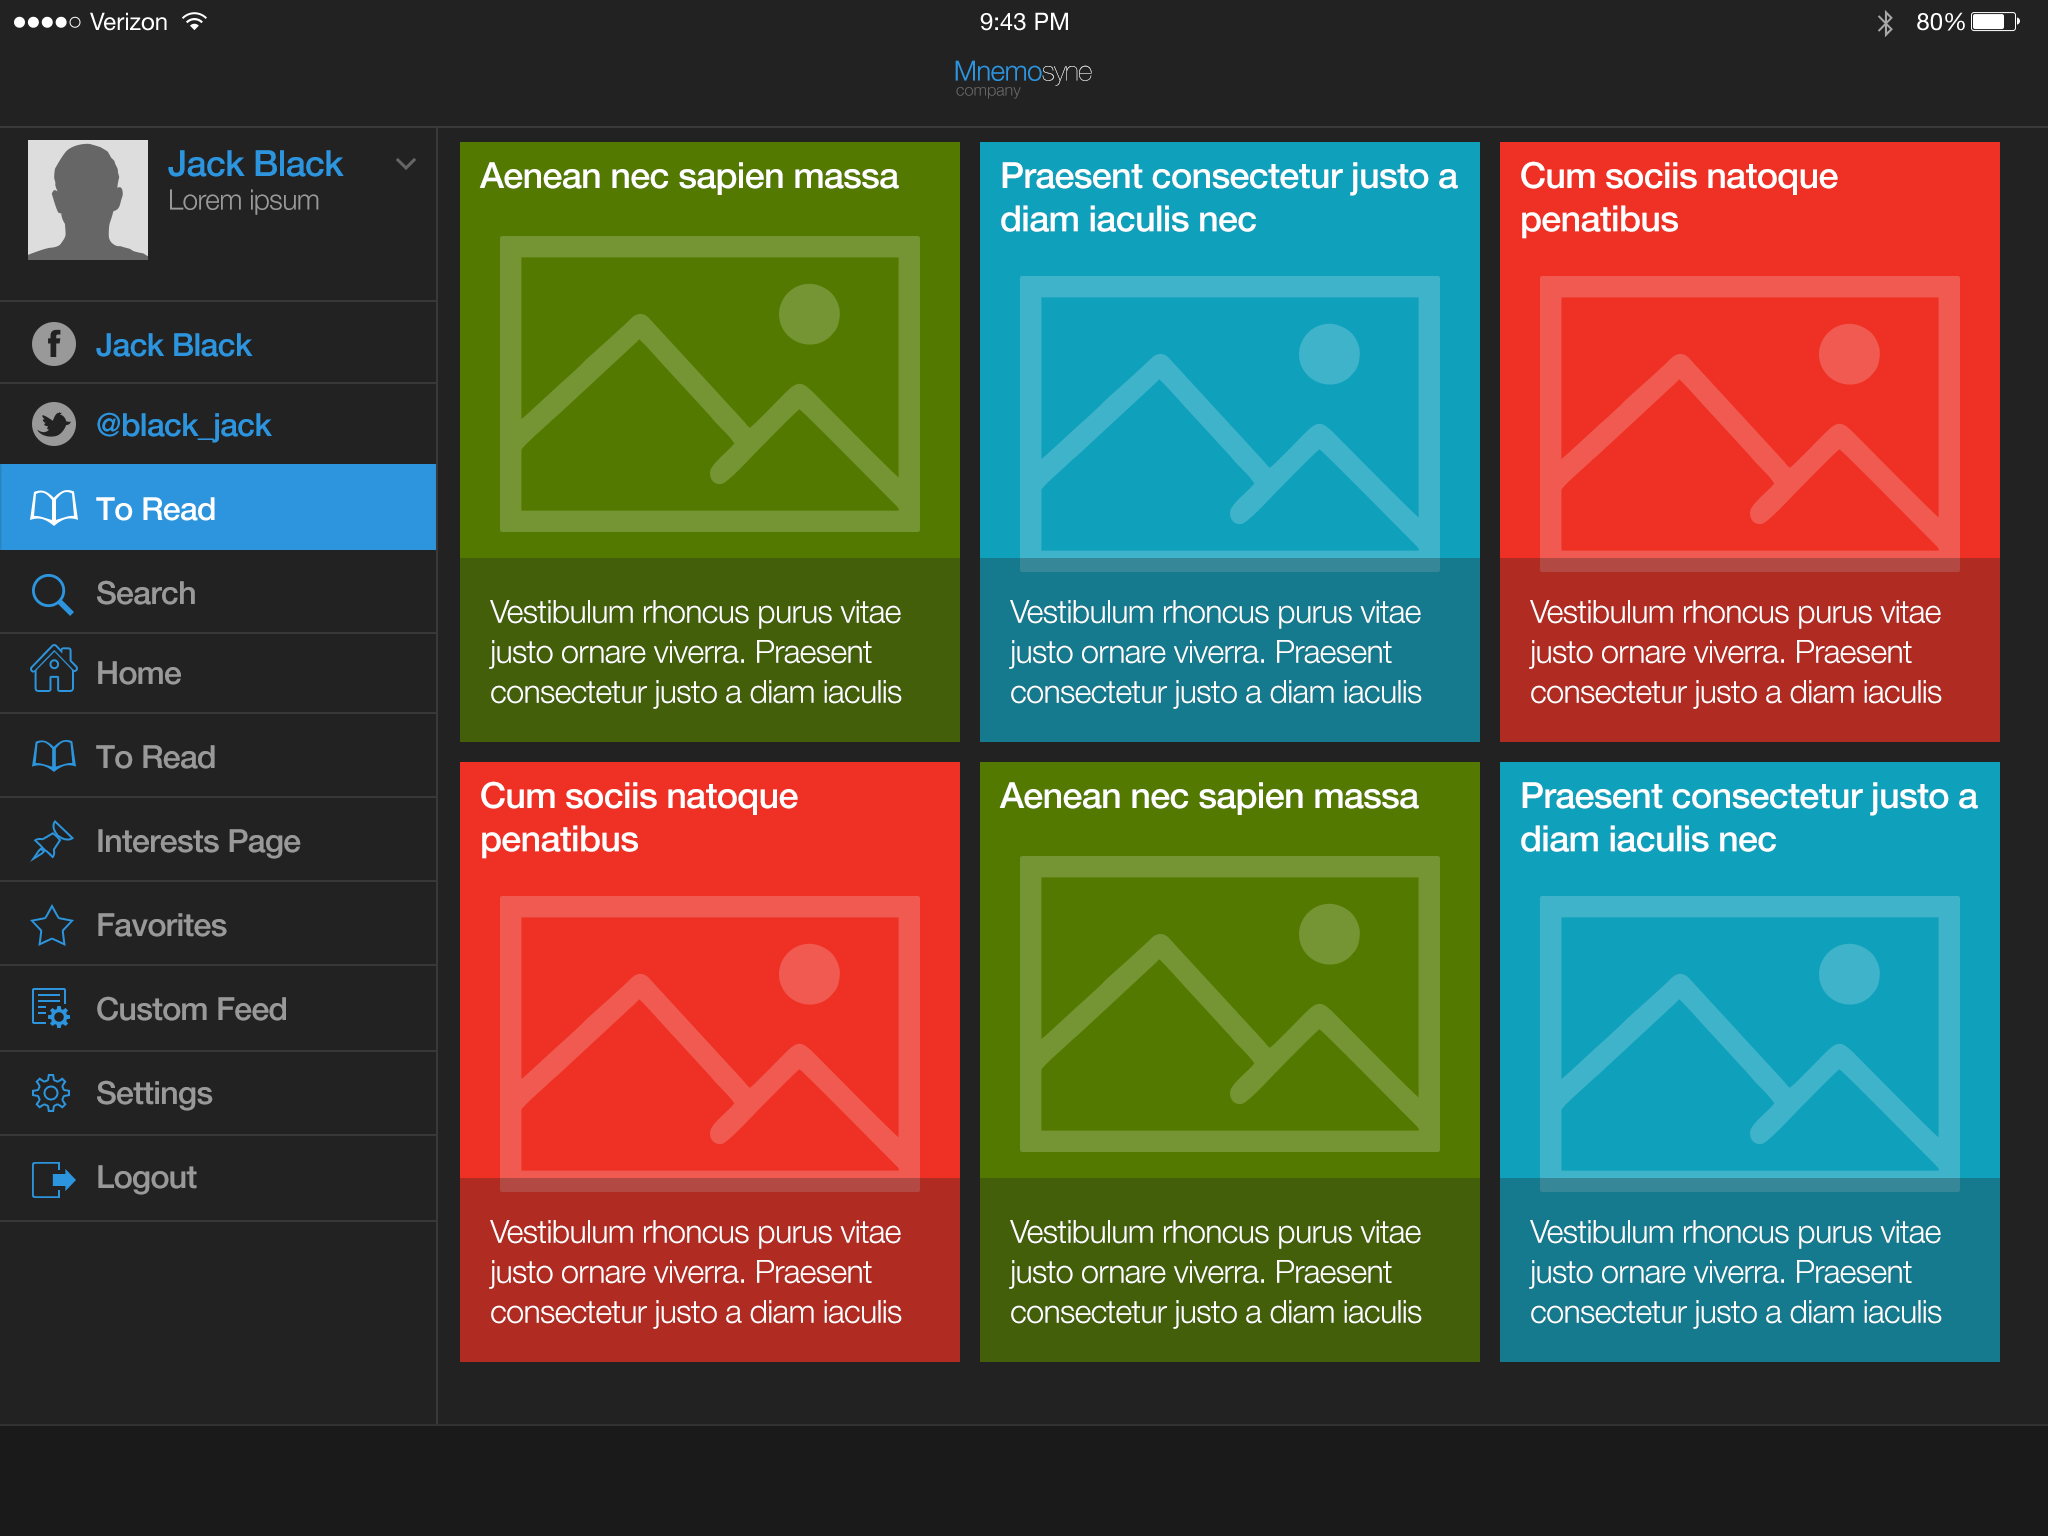 Verizon
9:43 PM
80%
Mnemosyne
company
Jack Black
Lorem ipsum
Jack Black
@black_jack
To Read
Search
Home
To Read
Interests Page
Favorites
Custom Feed
Settings
Logout
Aenean nec sapien massa
Vestibulum rhoncus purus vitae
justo ornare viverra. Praesent
consectetur justo a diam iaculis
Praesent consectetur justo a
diam iaculis nec
Vestibulum rhoncus purus vitae
justo ornare viverra. Praesent
consectetur justo a diam iaculis
Cum sociis natoque
penatibus
Vestibulum rhoncus purus vitae
justo ornare viverra. Praesent
consectetur justo a diam iaculis
Cum sociis natoque
penatibus
Vestibulum rhoncus purus vitae
justo ornare viverra. Praesent
consectetur justo a diam iaculis
Aenean nec sapien massa
Vestibulum rhoncus purus vitae
justo ornare viverra. Praesent
consectetur justo a diam iaculis
Praesent consectetur justo a
diam iaculis nec
Vestibulum rhoncus purus vitae
justo ornare viverra. Praesent
consectetur justo a diam iaculis